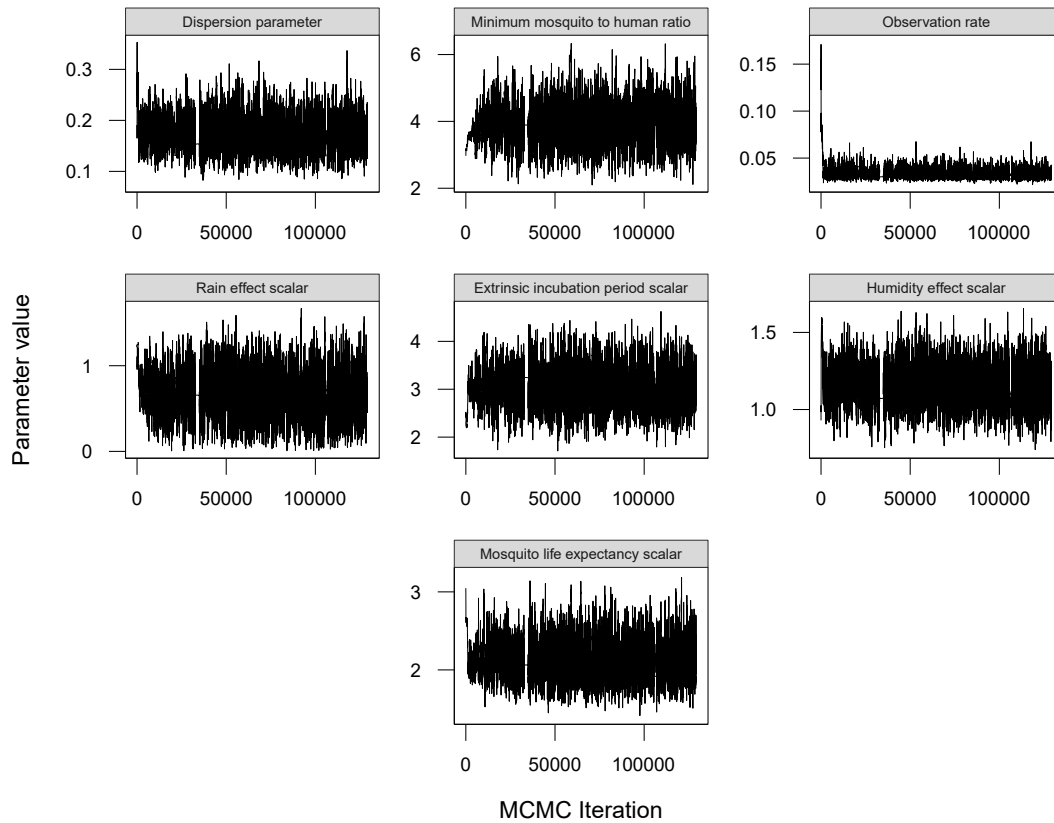 Dispersion parameter
Minimum mosquito to human ratio
Observation rate
0.3
0.2
0.1
6
4
2
0.15
0.10
0.05
0 50000 100000
0 50000 100000
0 50000 100000
Parameter value
Rain effect scalar
Extrinsic incubation period scalar
Humidity effect scalar
1
0
4
3
2
1.5
1.0
0 50000 100000
0 50000 100000
0 50000 100000
Mosquito life expectancy scalar
3
2
0 50000 100000
MCMC Iteration